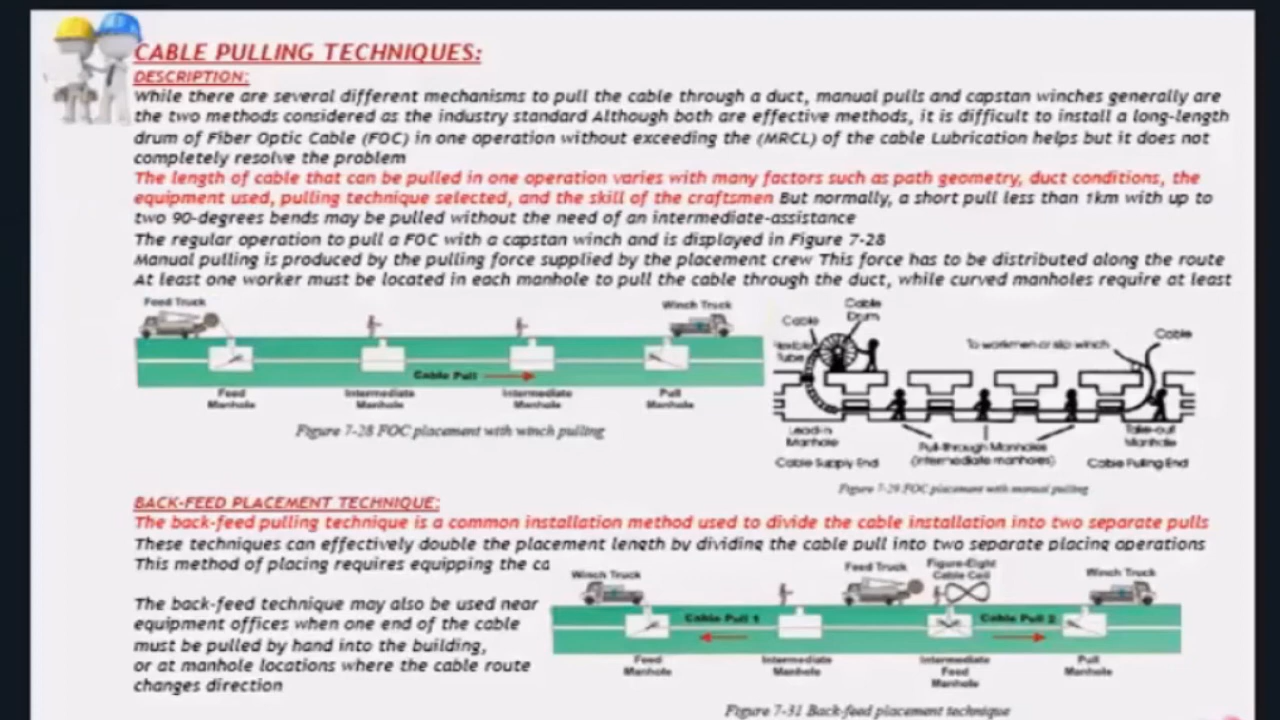 CABLE PULLING TECHNIQUES:
DESCRIPTION:
While there are several different mechanisms to pull the cable through a duct, manual pulls and capstan winches generally are
the two methods considered as the industry standard Although both are effective methods, it is difficult to install a long-length
drum of Fiber Optic Cable (FOC) in one operation without exceeding the (MRCL) of the cable Lubrication helps but it does not
completely resolve the problem
The length of cable that can be pulled in one operation varies with many factors such as path geometry, duct conditions, the
equipment used, pulling technique selected, and the skill of the craftsmen But normally, a short pull less than 1km with up to
two 90-degrees bends may be pulled without the need of an intermediate-assistance
The regular operation to pull a FOC with a capstan winch and is displayed in Figure 7-28
Manual pulling is produced by the pulling force supplied by the placement crew This force has to be distributed along the route
At least one worker must be located in each manhole to pull the cable through the duct, while curved manholes require at least
Feed Truck
Winch Truck
Cable Pull
Feed Manhole
Intermediate Manhole
Intermediate Manhole
Pull Manhole
Figure 7-28 FOC placement with winch pulling
Cable Drum
Cable
Flexible Tube
To workmen or slip winch
Cable
Lead-in Manhole
Pull-through Manholes
(intermediate manholes)
Take-out Manhole
Cable Supply End
Cable Pulling End
Figure 7-29 FOC placement with manual pulling
BACK-FEED PLACEMENT TECHNIQUE:
The back-feed pulling technique is a common installation method used to divide the cable installation into two separate pulls
These techniques can effectively double the placement length by dividing the cable pull into two separate placing operations
This method of placing requires equipping the ca
The back-feed technique may also be used near
equipment offices when one end of the cable
must be pulled by hand into the building,
or at manhole locations where the cable route
changes direction
Winch Truck
Feed Truck
Figure-Eight Cable Coil
Winch Truck
Cable Pull 1
Cable Pull 2
Feed Manhole
Intermediate Manhole
Intermediate Feed Manhole
Pull Manhole
Figure 7-31 Back-feed placement technique